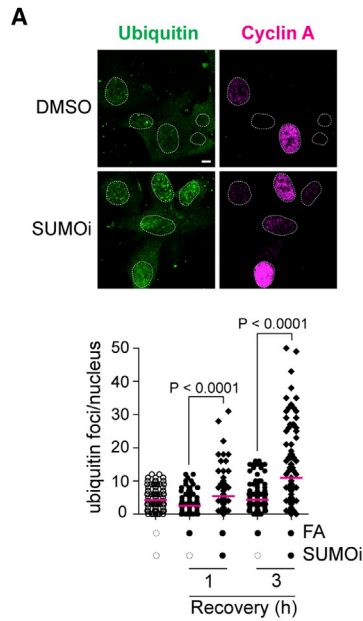 A
Ubiquitin Cyclin A
DMSO
SUMOi
P < 0.0001
P < 0.0001
ubiquitin foci/nucleus
50
40
30
20
10
0
FA
SUMOi
1 3
Recovery (h)